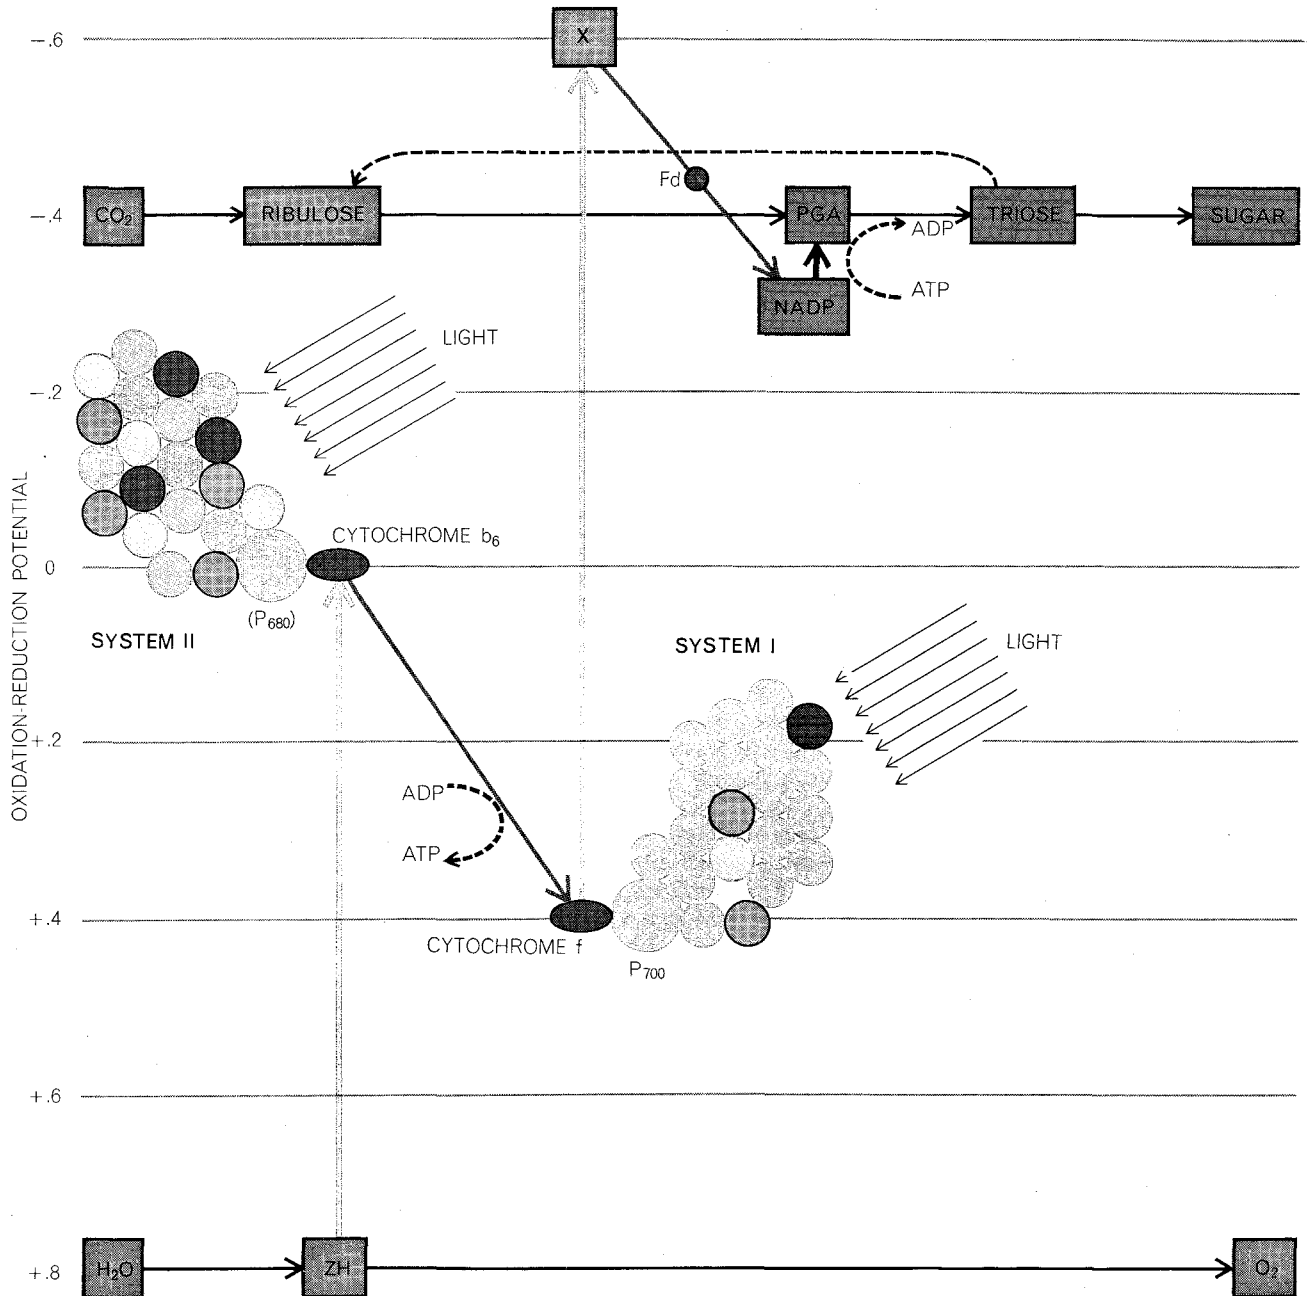 −.6
X
Fd
−.4
CO₂
RIBULOSE
PGA
TRIOSE
SUGAR
ADP
ATP
NADP
LIGHT
−.2
CYTOCHROME b₆
0
(P₆₈₀)
SYSTEM II
SYSTEM I
LIGHT
OXIDATION-REDUCTION POTENTIAL
+.2
ADP
ATP
+.4
CYTOCHROME f
P₇₀₀
+.6
+.8
H₂O
ZH
O₂